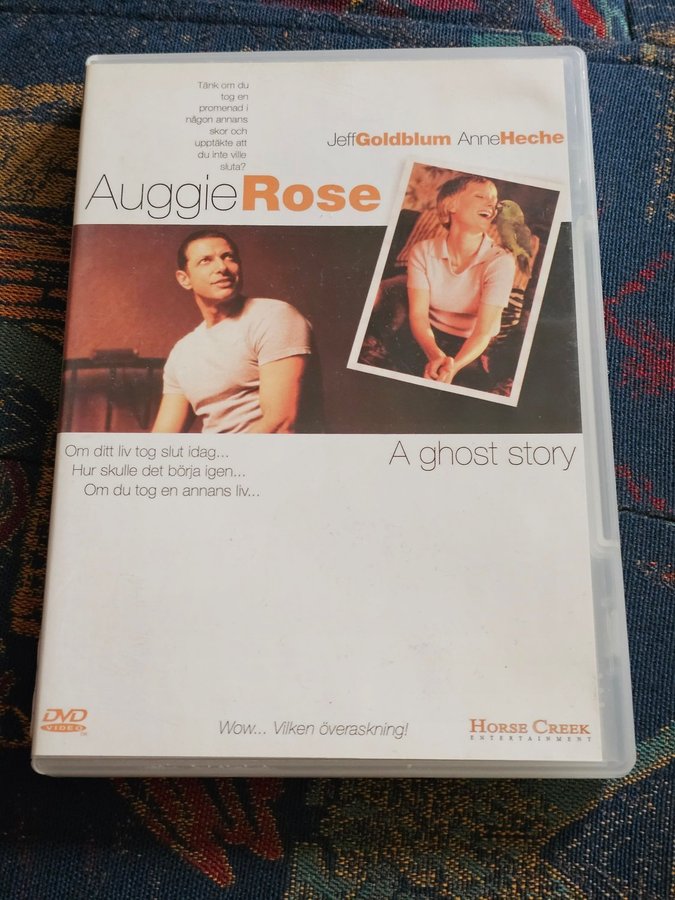 Tänk om du
tog en
promenad i
någon annans
skor och
upptäkte att
du inte ville
sluta?
JeffGoldblum AnneHeche
AuggieRose
Om ditt liv tog slut idag...
Hur skulle det börja igen...
Om du tog en annans liv...
A ghost story
DVD
VIDEO
Wow... Vilken överaskning!
HORSE CREEK
ENTERTAINMENT